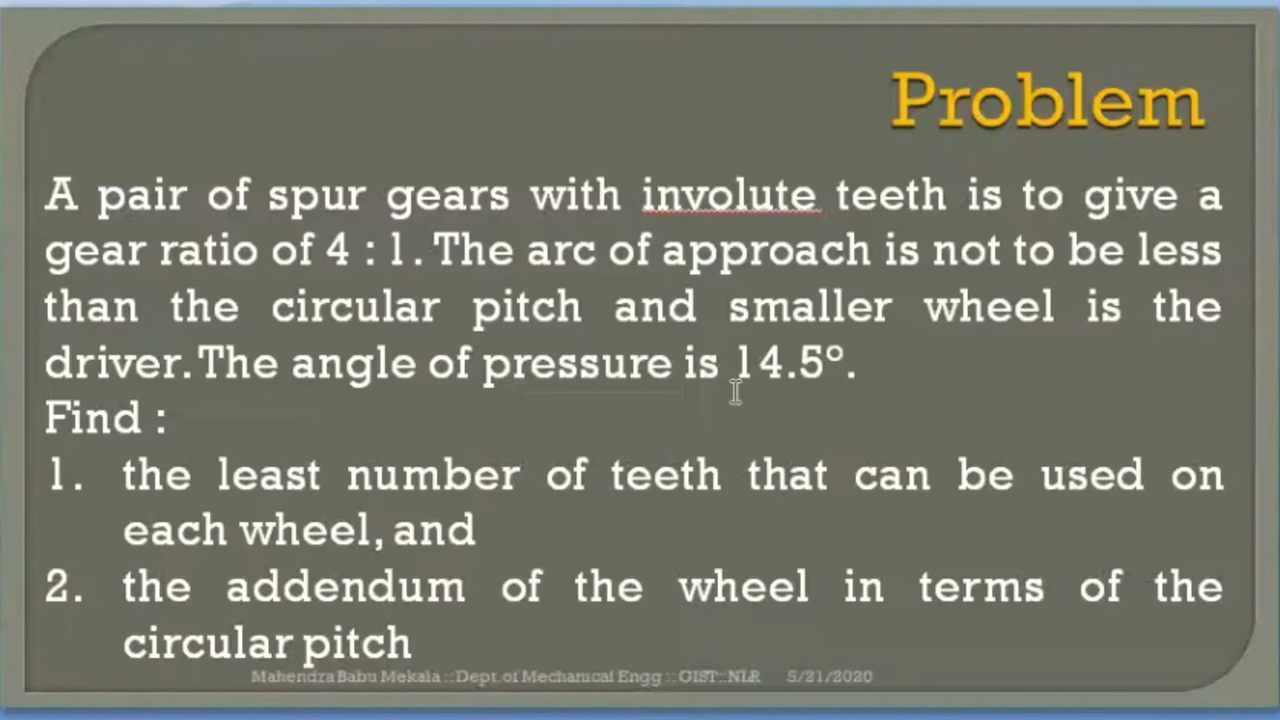 Problem
A pair of spur gears with involute teeth is to give a
gear ratio of 4 : 1. The arc of approach is not to be less
than the circular pitch and smaller wheel is the
driver. The angle of pressure is 14.5°.
Find :
1. the least number of teeth that can be used on
each wheel, and
2. the addendum of the wheel in terms of the
circular pitch
Mahendra Babu Mekala :: Dept. of Mechanical Engg :: GIST::NLR 5/21/2020